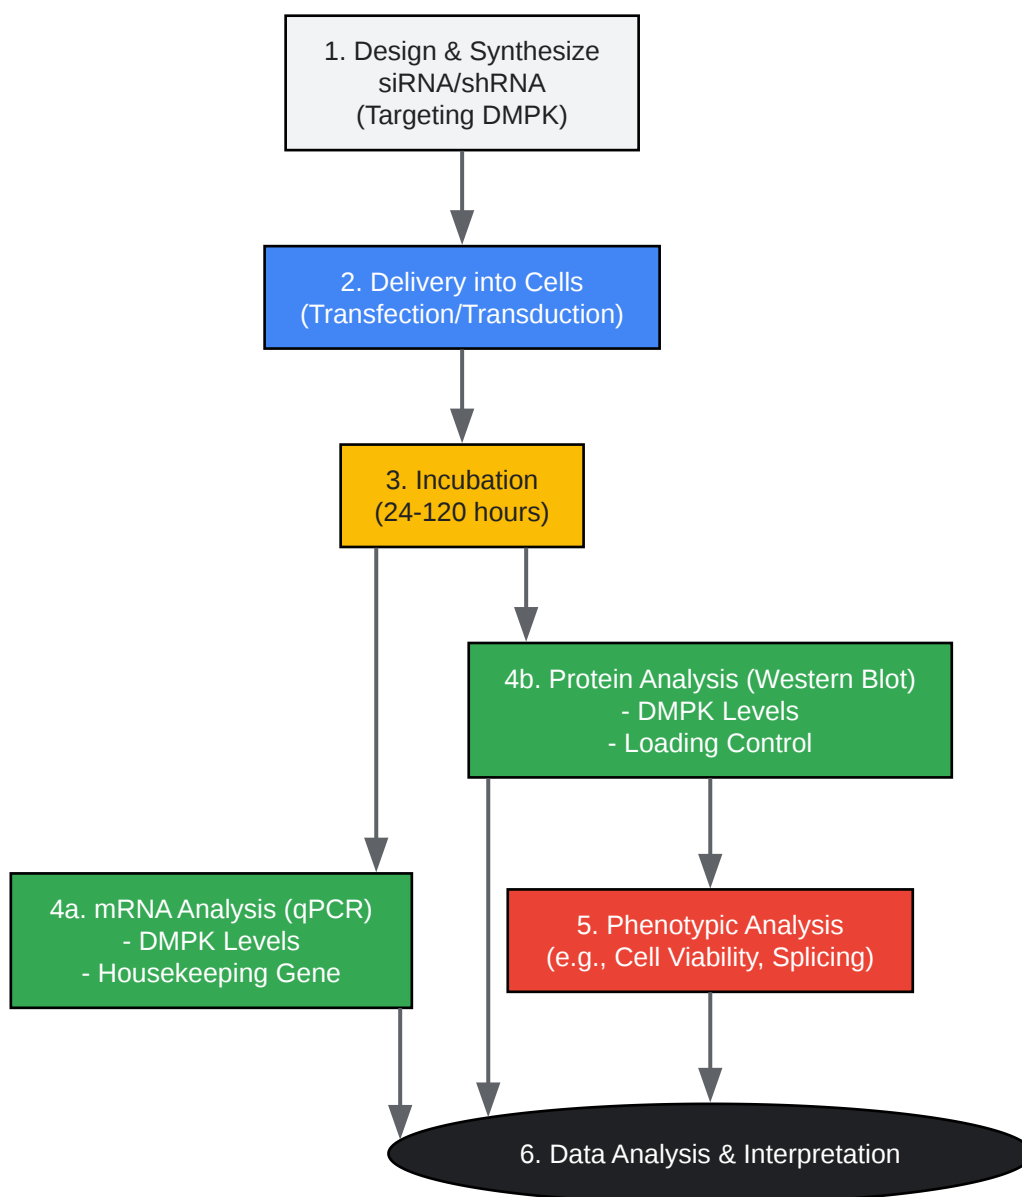 1. Design & Synthesize
siRNA/shRNA
(Targeting DMPK)
2. Delivery into Cells
(Transfection/Transduction)
3. Incubation
(24-120 hours)
4b. Protein Analysis (Western Blot)
- DMPK Levels
- Loading Control
4a. mRNA Analysis (qPCR)
- DMPK Levels
- Housekeeping Gene
5. Phenotypic Analysis
(e.g., Cell Viability, Splicing)
6. Data Analysis & Interpretation